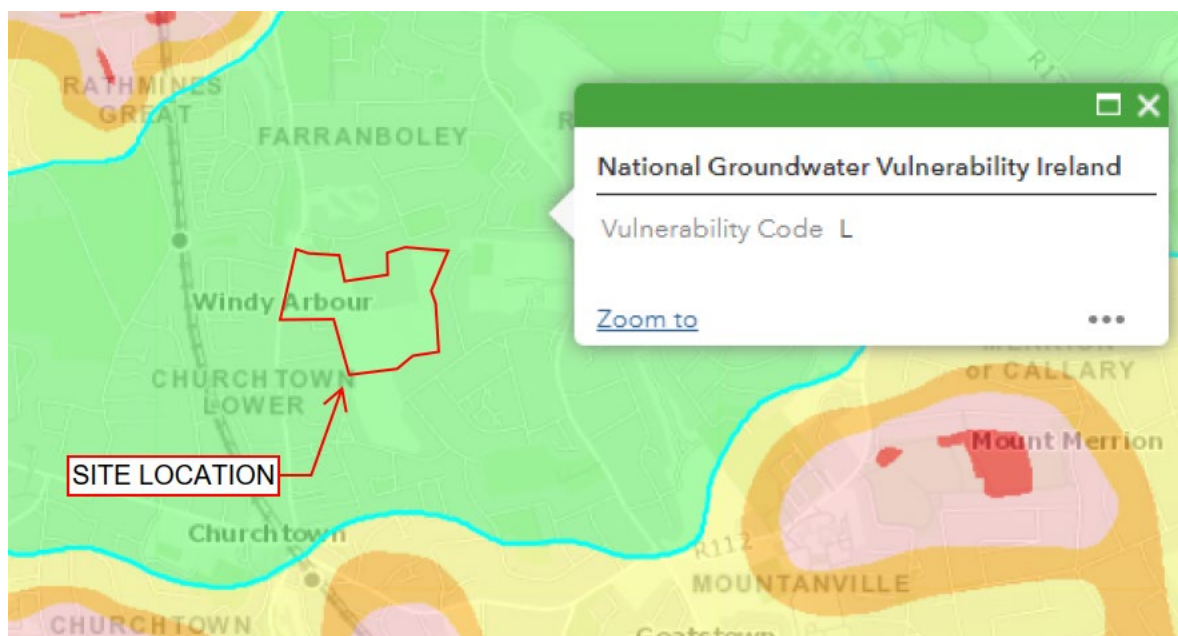 RATHMINES
GREAT
FARRANBOLEY
R
National Groundwater Vulnerability Ireland
Vulnerability Code L
Zoom to
Windy Arbour
CHURCHTOWN
LOWER
SITE LOCATION
MERRION
or CALLARY
Mount Merrion
Churchtown
R112
MOUNTANVILLE
CHURCHTOWN
Goatstown